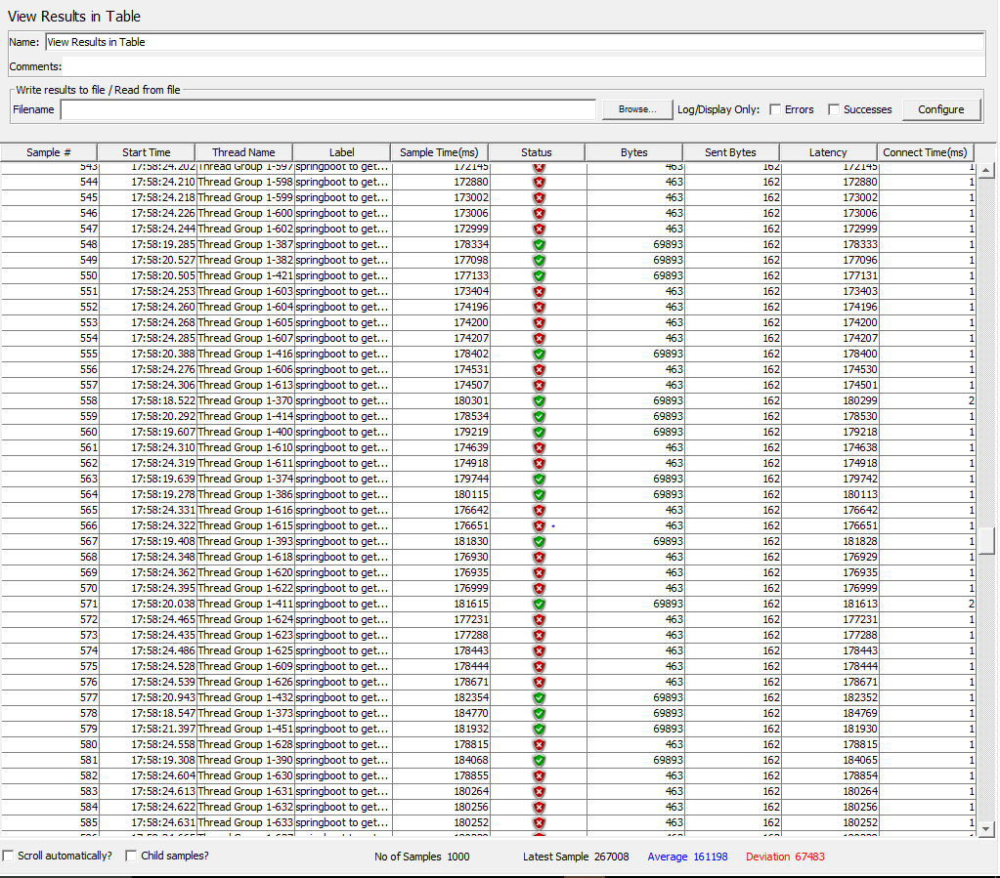 View Results in Table
Name: View Results in Table
Comments:
Write results to file / Read from file
Filename Browse... Log/Display Only: Errors Successes Configure
Sample # Start Time Thread Name Label Sample Time(ms) Status Bytes Sent Bytes Latency Connect Time(ms)
543 17:58:24.202 Thread Group 1-597 springboot to get... 172145 463 162 172145 1
544 17:58:24.210 Thread Group 1-598 springboot to get... 172880 463 162 172880 1
545 17:58:24.218 Thread Group 1-599 springboot to get... 173002 463 162 173002 1
546 17:58:24.226 Thread Group 1-600 springboot to get... 173006 463 162 173006 1
547 17:58:24.244 Thread Group 1-602 springboot to get... 172999 463 162 172999 1
548 17:58:19.285 Thread Group 1-387 springboot to get... 178334 69893 162 178333 1
549 17:58:20.527 Thread Group 1-382 springboot to get... 177098 69893 162 177096 1
550 17:58:20.505 Thread Group 1-421 springboot to get... 177133 69893 162 177131 1
551 17:58:24.253 Thread Group 1-603 springboot to get... 173404 463 162 173403 1
552 17:58:24.260 Thread Group 1-604 springboot to get... 174196 463 162 174196 1
553 17:58:24.268 Thread Group 1-605 springboot to get... 174200 463 162 174200 1
554 17:58:24.285 Thread Group 1-607 springboot to get... 174207 463 162 174207 1
555 17:58:20.388 Thread Group 1-416 springboot to get... 178402 69893 162 178400 1
556 17:58:24.276 Thread Group 1-606 springboot to get... 174531 463 162 174530 1
557 17:58:24.306 Thread Group 1-613 springboot to get... 174507 463 162 174501 1
558 17:58:18.522 Thread Group 1-370 springboot to get... 180301 69893 162 180299 2
559 17:58:20.292 Thread Group 1-414 springboot to get... 178534 69893 162 178530 1
560 17:58:19.607 Thread Group 1-400 springboot to get... 179219 69893 162 179218 1
561 17:58:24.310 Thread Group 1-610 springboot to get... 174639 463 162 174638 1
562 17:58:24.319 Thread Group 1-611 springboot to get... 174918 463 162 174918 1
563 17:58:19.639 Thread Group 1-374 springboot to get... 179744 69893 162 179742 1
564 17:58:19.278 Thread Group 1-386 springboot to get... 180115 69893 162 180113 1
565 17:58:24.331 Thread Group 1-616 springboot to get... 176642 463 162 176642 1
566 17:58:24.322 Thread Group 1-615 springboot to get... 176651 463 162 176651 1
567 17:58:19.408 Thread Group 1-393 springboot to get... 181830 69893 162 181828 1
568 17:58:24.348 Thread Group 1-618 springboot to get... 176930 463 162 176929 1
569 17:58:24.362 Thread Group 1-620 springboot to get... 176935 463 162 176935 1
570 17:58:24.395 Thread Group 1-622 springboot to get... 176999 463 162 176999 1
571 17:58:20.038 Thread Group 1-411 springboot to get... 181615 69893 162 181613 2
572 17:58:24.465 Thread Group 1-624 springboot to get... 177231 463 162 177231 1
573 17:58:24.435 Thread Group 1-623 springboot to get... 177288 463 162 177288 1
574 17:58:24.486 Thread Group 1-625 springboot to get... 178443 463 162 178443 1
575 17:58:24.528 Thread Group 1-609 springboot to get... 178444 463 162 178444 1
576 17:58:24.539 Thread Group 1-626 springboot to get... 178671 463 162 178671 1
577 17:58:20.943 Thread Group 1-432 springboot to get... 182354 69893 162 182352 1
578 17:58:18.547 Thread Group 1-373 springboot to get... 184770 69893 162 184769 1
579 17:58:21.397 Thread Group 1-451 springboot to get... 181932 69893 162 181930 1
580 17:58:24.558 Thread Group 1-628 springboot to get... 178815 463 162 178815 1
581 17:58:19.308 Thread Group 1-390 springboot to get... 184068 69893 162 184065 1
582 17:58:24.604 Thread Group 1-630 springboot to get... 178855 463 162 178854 1
583 17:58:24.613 Thread Group 1-631 springboot to get... 180264 463 162 180264 1
584 17:58:24.622 Thread Group 1-632 springboot to get... 180256 463 162 180256 1
585 17:58:24.631 Thread Group 1-633 springboot to get... 180252 463 162 180252 1
Scroll automatically? Child samples? No of Samples 1000 Latest Sample 267008 Average 161198 Deviation 67483